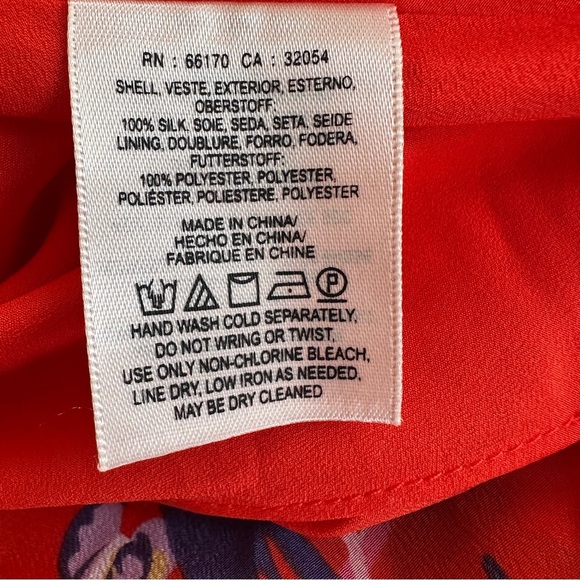 RN : 66170 CA : 32054
SHELL, VESTE, EXTERIOR, ESTERNO,
OBERSTOFF:
100% SILK, SOIE, SEDA, SETA, SEIDE
LINING, DOUBLURE, FORRO, FODERA,
FUTTERSTOFF:
100% POLYESTER, POLYESTER,
POLIÉSTER, POLIESTERE, POLYESTER
MADE IN CHINA/
HECHO EN CHINA/
FABRIQUE EN CHINE
P
HAND WASH COLD SEPARATELY,
DO NOT WRING OR TWIST,
USE ONLY NON-CHLORINE BLEACH,
LINE DRY, LOW IRON AS NEEDED,
MAY BE DRY CLEANED